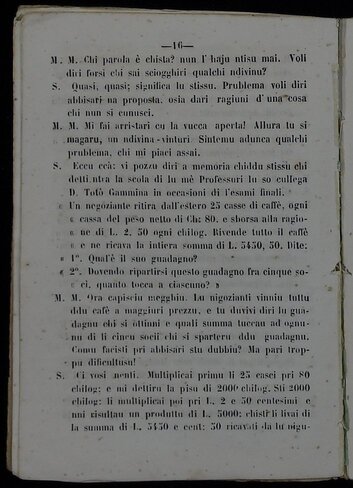 —16—
M. M. Chi parola è chista? nun l'haju ntisu mai. Voli
diri forsi chi sai sciogghiri qualchi ndivinu?
S. Quasi, quasi; significa lu stissu. Problema voli diri
abbisari na proposta, osia dari ragiuni d'una cosa
chi nun si cunusci.
M. M. Mi fai arristari cu la vucca aperta! Allura tu si
magaru, un ndivina-vinturi. Sintemu adunca qualchi
prublema, chi mi piaci assai.
S. Eccu ccà: vi pozzu diri a memoria chiddu stissu chi
detti ntra la scola di lu mè Professuri lu so cullega
D. Totò Gammina in occasioni di l'esami finali.
« Un negoziante ritira dall'estero 25 casse di caffè, ogni
« cassa del peso netto di Ch: 80, e sborsa alla ragio-
« ne di L. 2, 50 ogni chilog. Rivende tutto il caffè
« e ne ricava la intiera somma di L. 5450, 50. Dite:
« 1°. Qual'è il suo guadagno?
« 2°. Dovendo ripartirsi questo guadagno fra cinque so-
« ci, quanto tocca a ciascuno? »
M. M. Ora capisciu megghiu. Lu nigozianti vinniu tuttu
ddu cafè a maggiuri prezzu, e tu duvivi diri lu gua-
dagnu chi si ottinni e quali summa tuccau ad ognu-
nu di li cincu socii chi si sparteru ddu guadagnu.
Comu facisti pri abbisari stu dubbiu? Ma pari trop-
pu difficultusu!
S. Ci vosi nenti. Multiplicai primu li 25 casci pri 80
chilog; e mi dettiru la pisu di 2000 chilog. Sti 2000
chilog: li multiplicai poi pri L. 2 e 50 centesimi e
nni risultau un produttu di L. 5000: chisti li livai di
la summa di L. 5450 e cent: 50 ricavati da lu nigu-